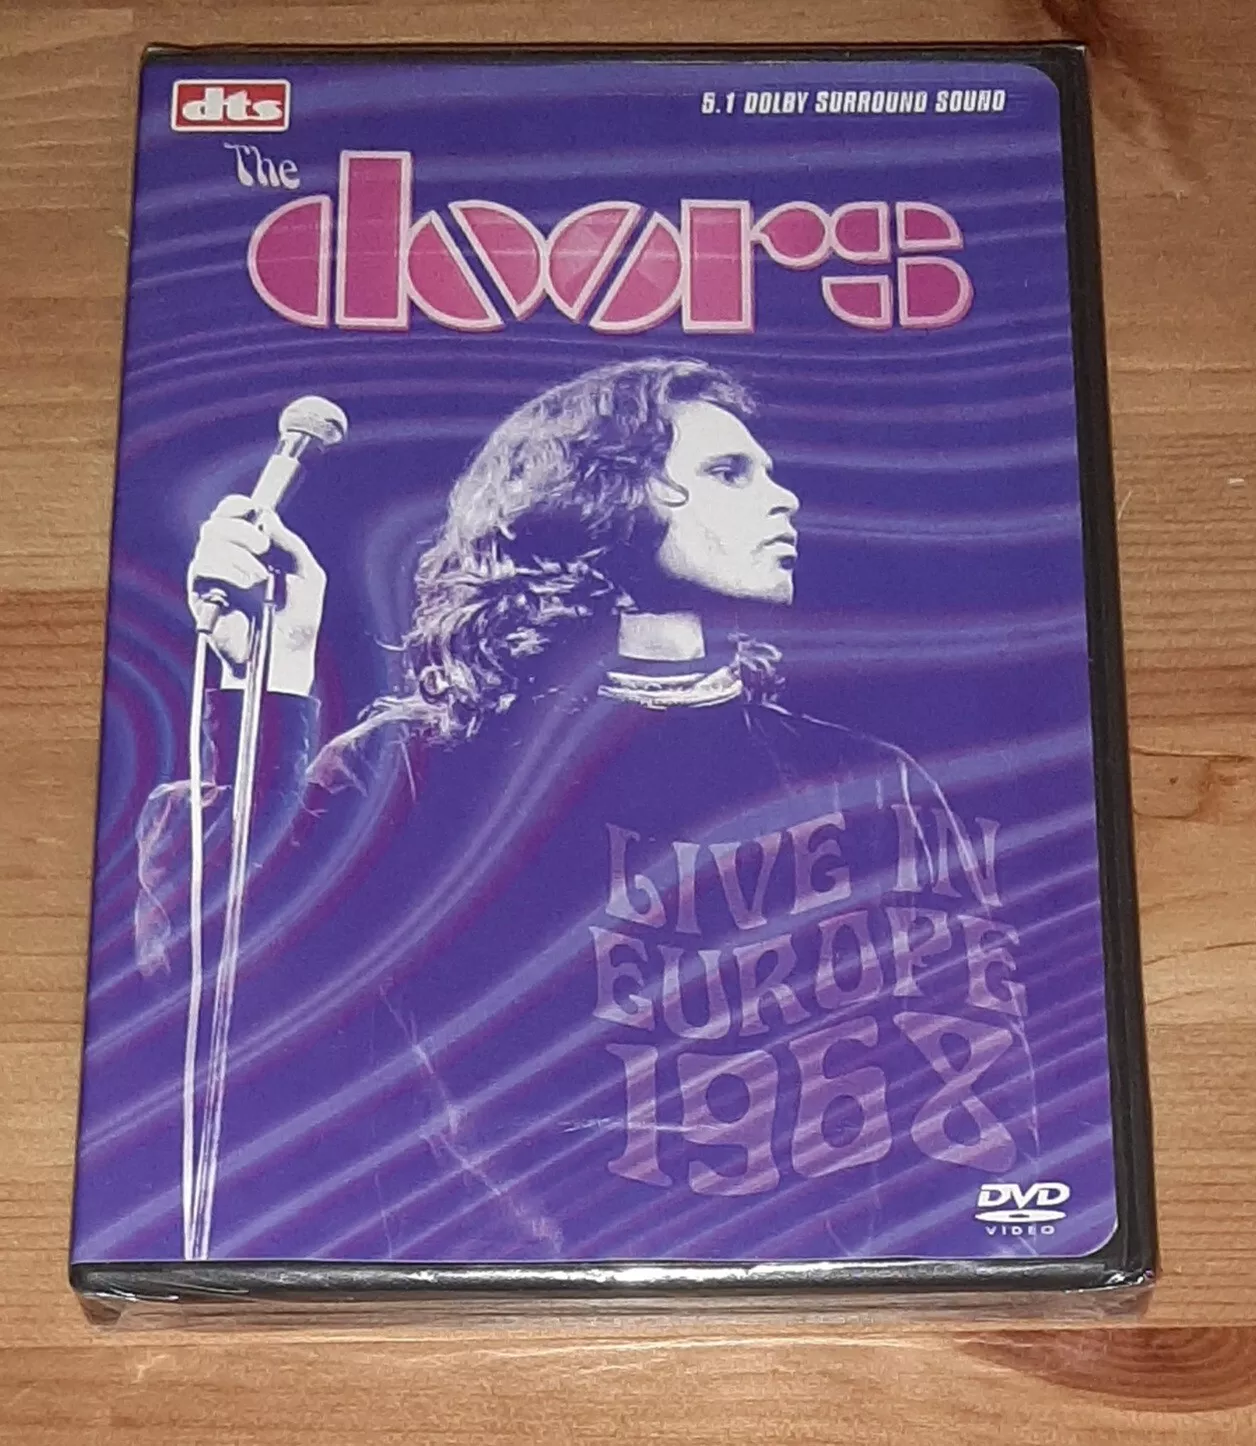 dts
5.1 DOLBY SURROUND SOUND
The
doors
LIVE IN
EUROPE
1968
DVD
VIDEO